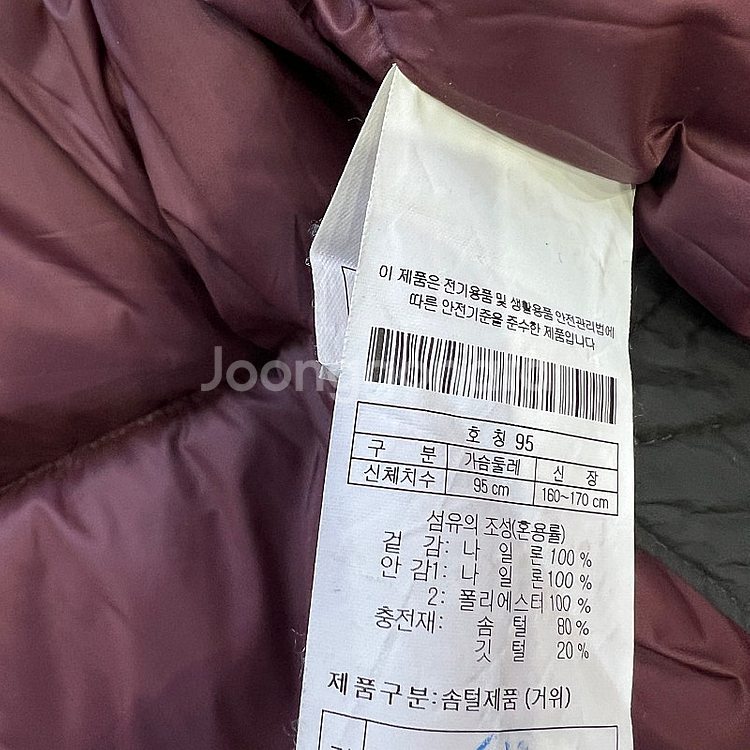 이 제품은 전기용품 및 생활용품 안전관리법에
따른 안전기준을 준수한 제품입니다
호 칭 95
구 분 가슴둘레 신 장
신체치수 95 cm 160~170 cm
섬유의 조성(혼용률)
겉 감: 나 일 론 100 %
안 감1: 나 일 론 100 %
2: 폴리에스터 100 %
충전재: 솜 털 80 %
깃 털 20 %
제품구분: 솜털제품 (거위)